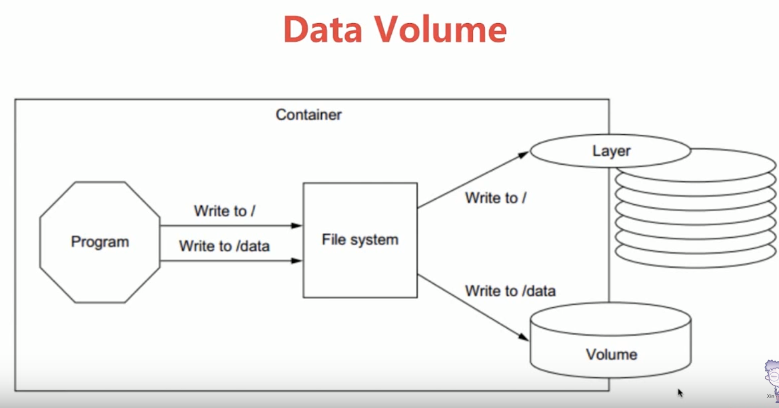 Data Volume
Container
Layer
Write to /
Write to /
Program
Write to /data
File system
Write to /data
Volume